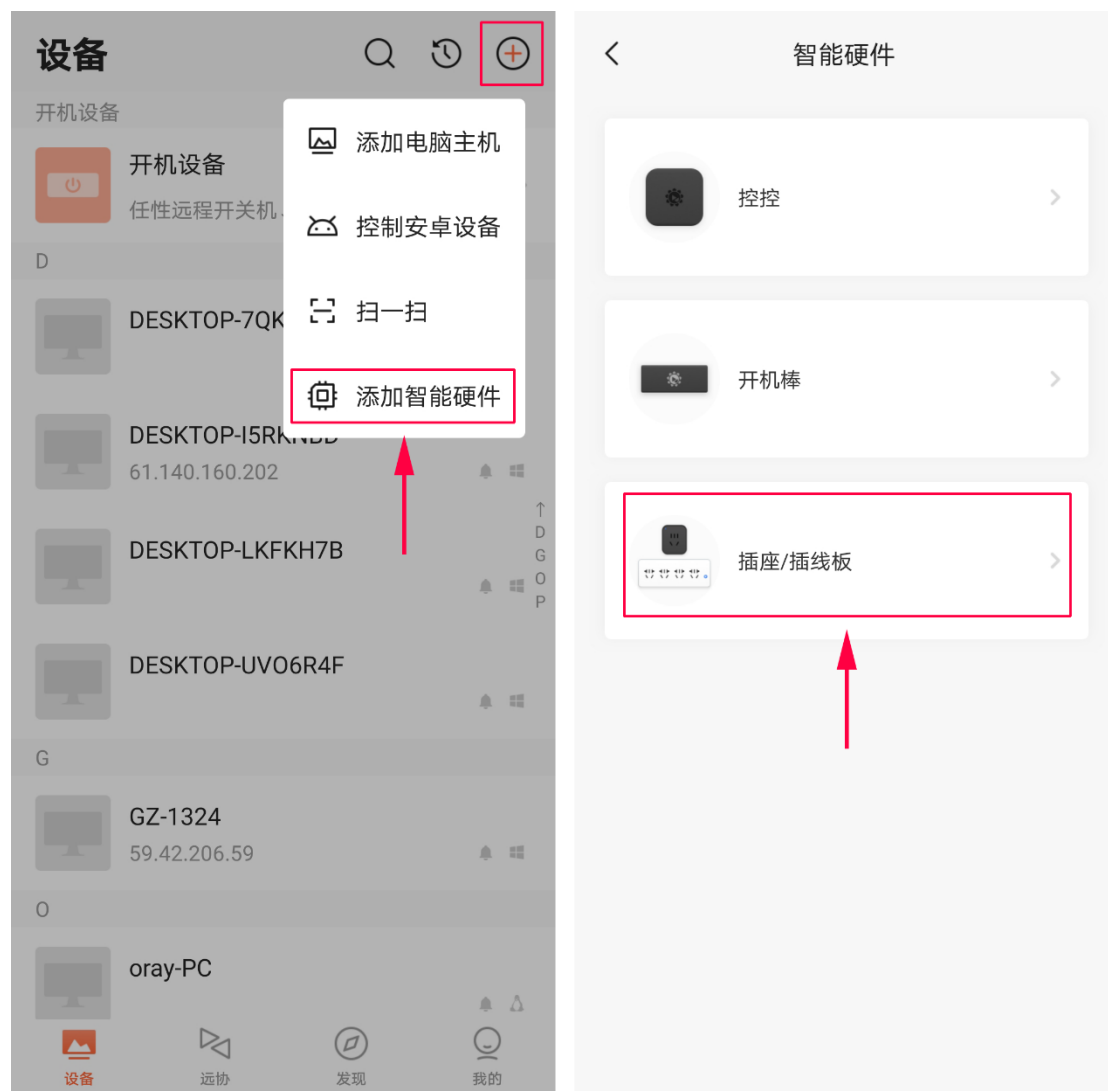 设备
开机设备
开机设备
任性远程开关机
添加电脑主机
控制安卓设备
扫一扫
添加智能硬件
D
DESKTOP-7QK
DESKTOP-I5RKNBD
61.140.160.202
DESKTOP-LKFKH7B
DESKTOP-UVO6R4F
G
GZ-1324
59.42.206.59
O
oray-PC
↑
D
G
O
P
设备
远协
发现
我的
智能硬件
控控
开机棒
插座/插线板